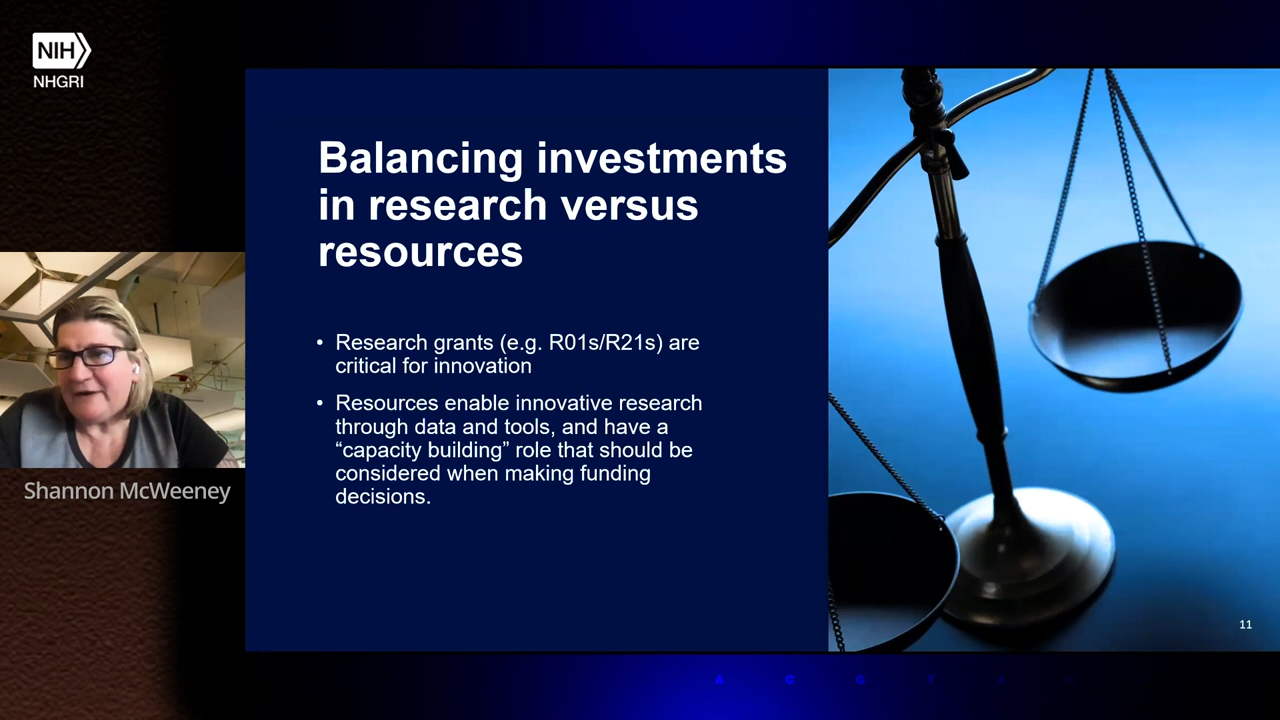 NIH
NHGRI
Balancing investments
in research versus
resources
• Research grants (e.g. R01s/R21s) are
critical for innovation
• Resources enable innovative research
through data and tools, and have a
“capacity building” role that should be
considered when making funding
decisions.
Shannon McWeeney
11
A C G T A